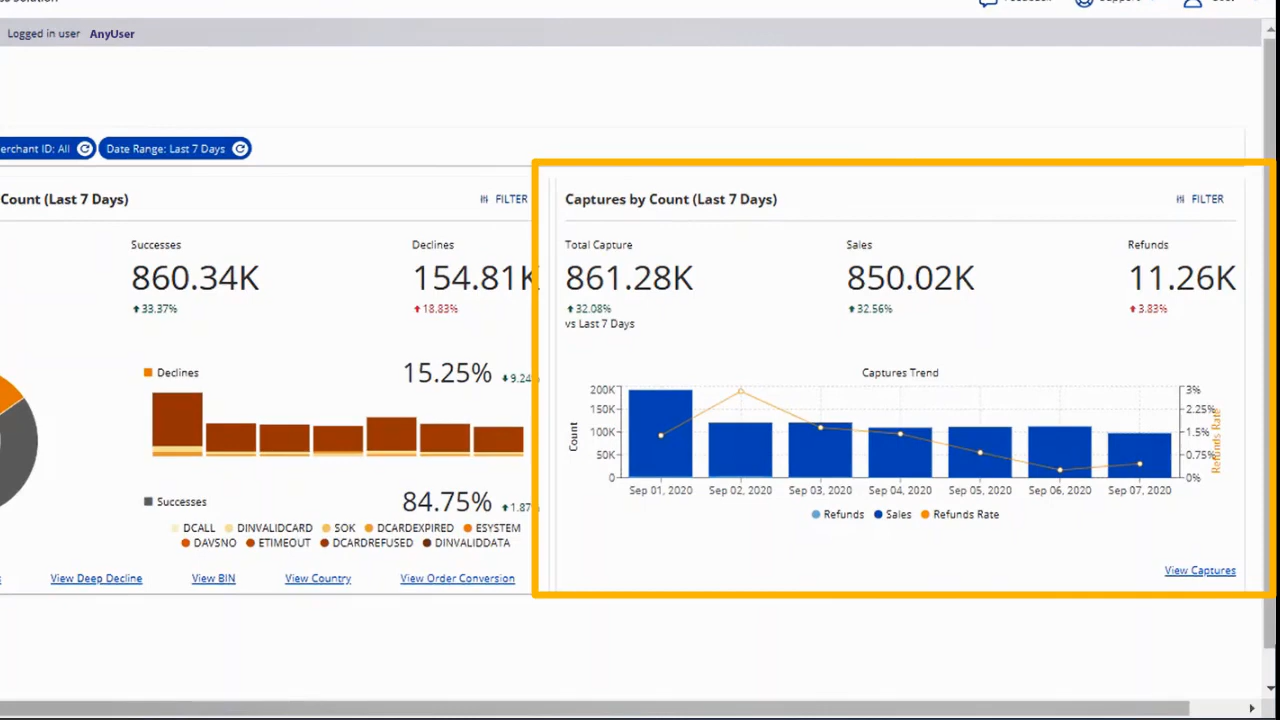 Logged in user AnyUser
erchant ID: All
Date Range: Last 7 Days
Count (Last 7 Days)
FILTER
Successes
Declines
860.34K
154.81K
33.37%
18.83%
Declines
15.25%
9.24
Successes
84.75%
1.87
DCALL DINVALIDCARD SOK DCARDEXPIRED ESYSTEM
DAVSNO ETIMEOUT DCARDREFUSED DINVALIDDATA
View Deep Decline View BIN View Country View Order Conversion
Captures by Count (Last 7 Days)
FILTER
Total Capture Sales Refunds
861.28K 850.02K 11.26K
32.08% 32.56% 3.83%
vs Last 7 Days
Captures Trend
Count
200K
150K
100K
50K
0
3%
2.25%
1.5%
0.75%
0%
Refunds Rate
Sep 01, 2020 Sep 02, 2020 Sep 03, 2020 Sep 04, 2020 Sep 05, 2020 Sep 06, 2020 Sep 07, 2020
Refunds Sales Refunds Rate
View Captures